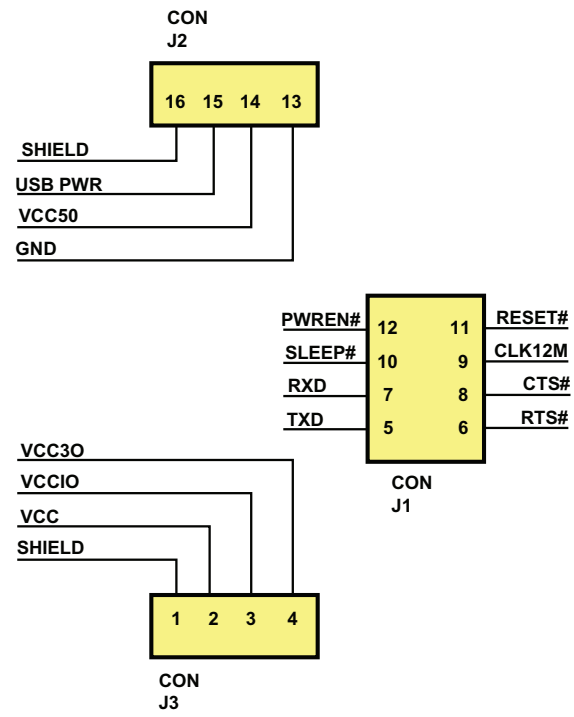 CON
J2
16 15 14 13
SHIELD
USB PWR
VCC50
GND
PWREN# 12 11 RESET#
SLEEP# 10 9 CLK12M
RXD 7 8 CTS#
TXD 5 6 RTS#
CON
J1
VCC3O
VCCIO
VCC
SHIELD
1 2 3 4
CON
J3